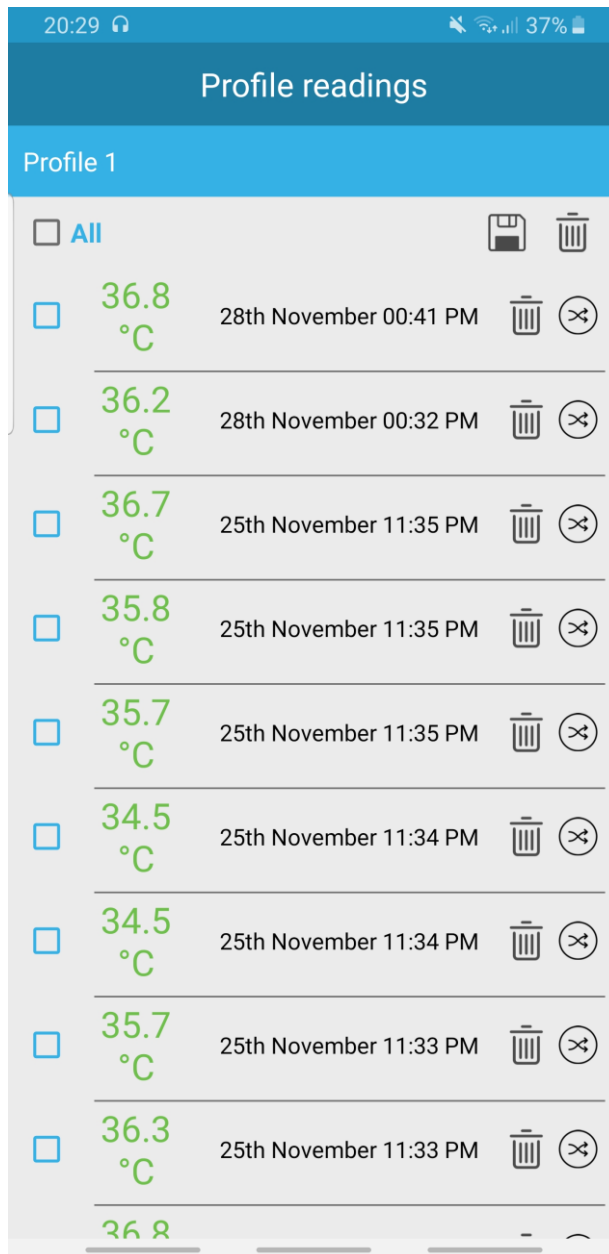 20:29 37%
Profile readings
Profile 1
All
36.8
°C
28th November 00:41 PM
36.2
°C
28th November 00:32 PM
36.7
°C
25th November 11:35 PM
35.8
°C
25th November 11:35 PM
35.7
°C
25th November 11:35 PM
34.5
°C
25th November 11:34 PM
34.5
°C
25th November 11:34 PM
35.7
°C
25th November 11:33 PM
36.3
°C
25th November 11:33 PM
36.8